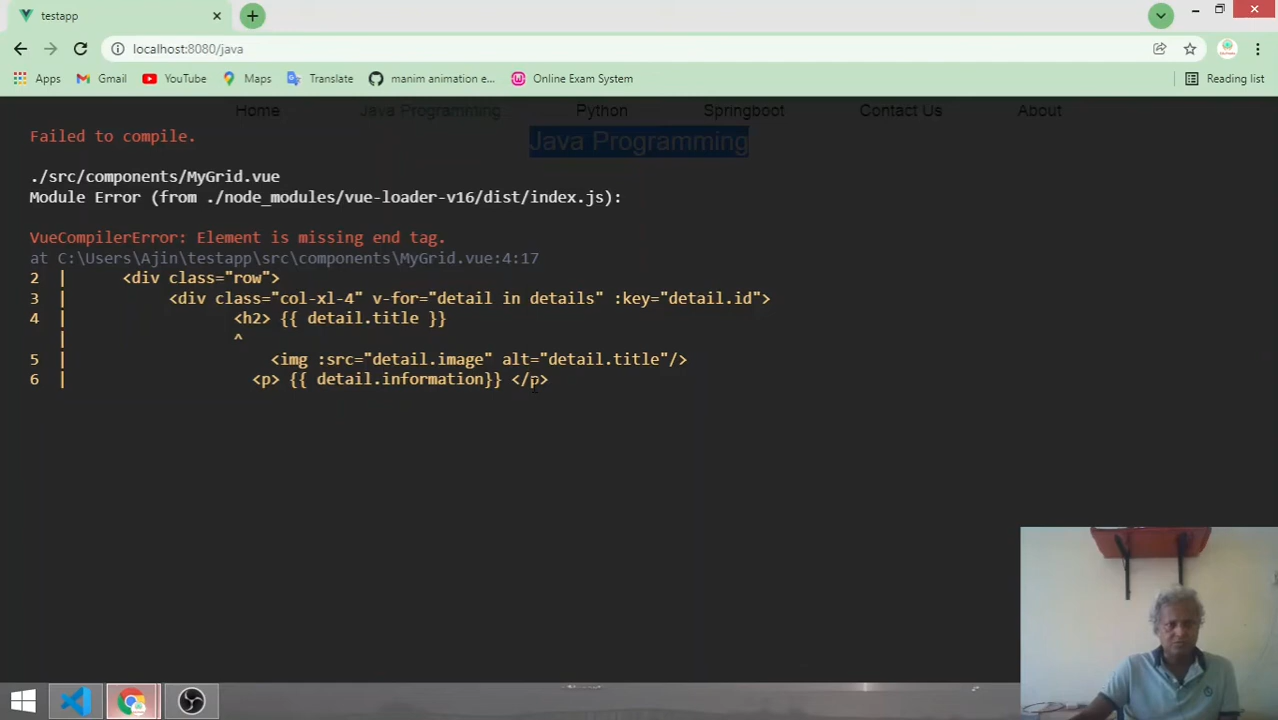 testapp
localhost:8080/java
Apps Gmail YouTube Maps Translate manim animation e... Online Exam System Reading list
Home Java Programming Python Springboot Contact Us About
Java Programming
Failed to compile.
./src/components/MyGrid.vue
Module Error (from ./node_modules/vue-loader-v16/dist/index.js):
VueCompilerError: Element is missing end tag.
at C:\Users\Ajin\testapp\src\components\MyGrid.vue:4:17
2 | <div class="row">
3 | <div class="col-xl-4" v-for="detail in details" :key="detail.id">
4 | <h2> {{ detail.title }}
| ^
5 | <img :src="detail.image" alt="detail.title"/>
6 | <p> {{ detail.information}} </p>